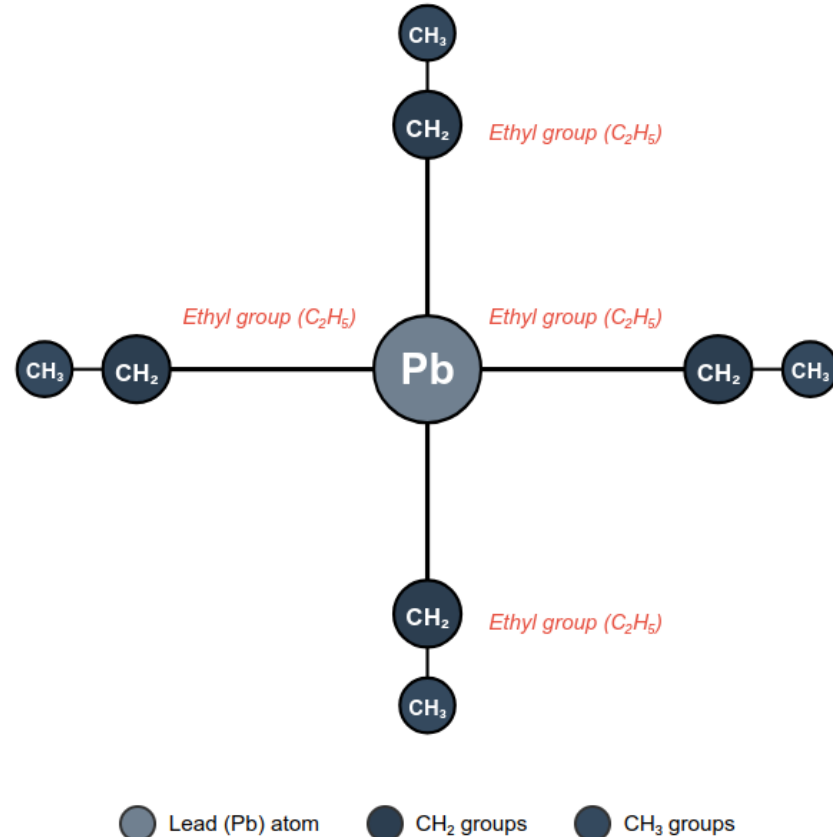 CH₃
CH₂
Ethyl group (C₂H₅)
Ethyl group (C₂H₅)
Ethyl group (C₂H₅)
CH₃
CH₂
Pb
CH₂
CH₃
CH₂
Ethyl group (C₂H₅)
CH₃
Lead (Pb) atom
CH₂ groups
CH₃ groups